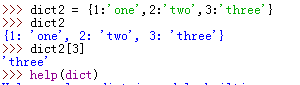 >>> dict2 = {1:'one',2:'two',3:'three'}
>>> dict2
{1: 'one', 2: 'two', 3: 'three'}
>>> dict2[3]
'three'
>>> help(dict)